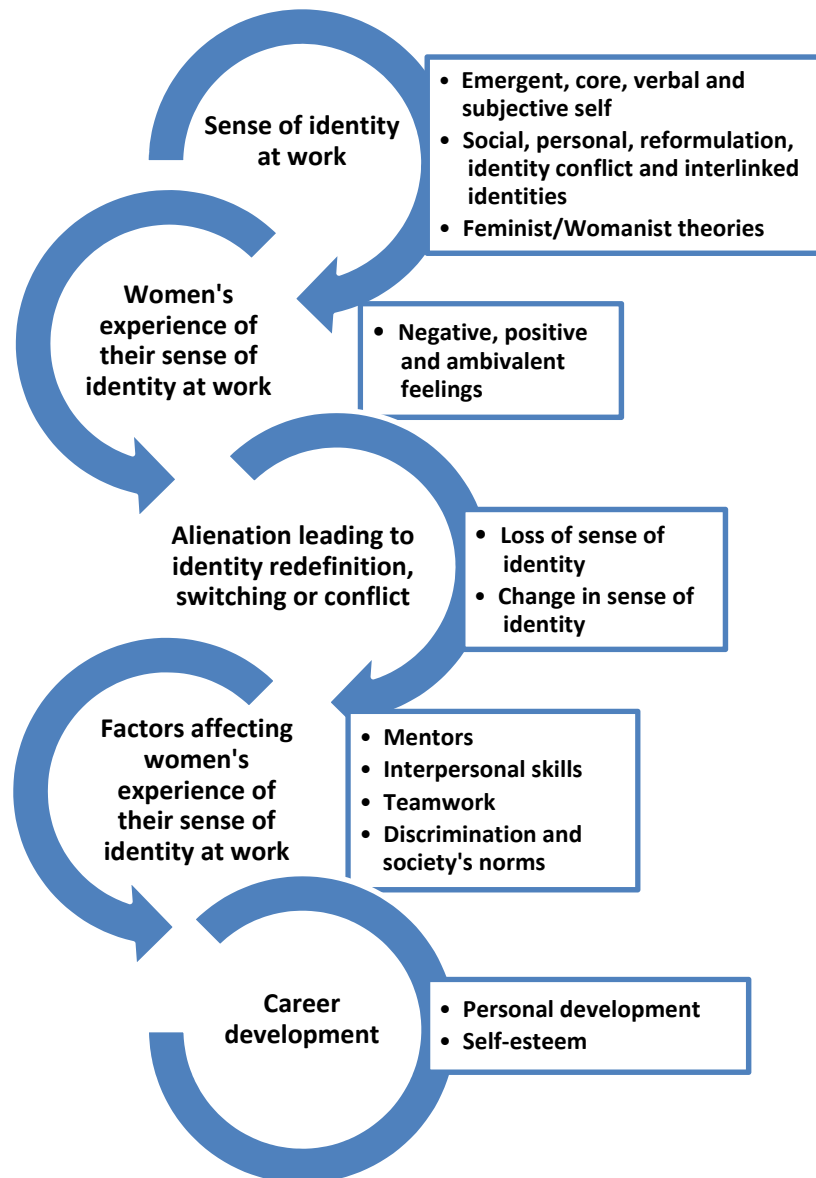 Sense of identity
at work
• Emergent, core, verbal and
subjective self
• Social, personal, reformulation,
identity conflict and interlinked
identities
• Feminist/Womanist theories
Women's
experience of
their sense of
identity at work
• Negative, positive
and ambivalent
feelings
Alienation leading to
identity redefinition,
switching or conflict
• Loss of sense of
identity
• Change in sense of
identity
Factors affecting
women's
experience of
their sense of
identity at work
• Mentors
• Interpersonal skills
• Teamwork
• Discrimination and
society's norms
Career
development
• Personal development
• Self-esteem